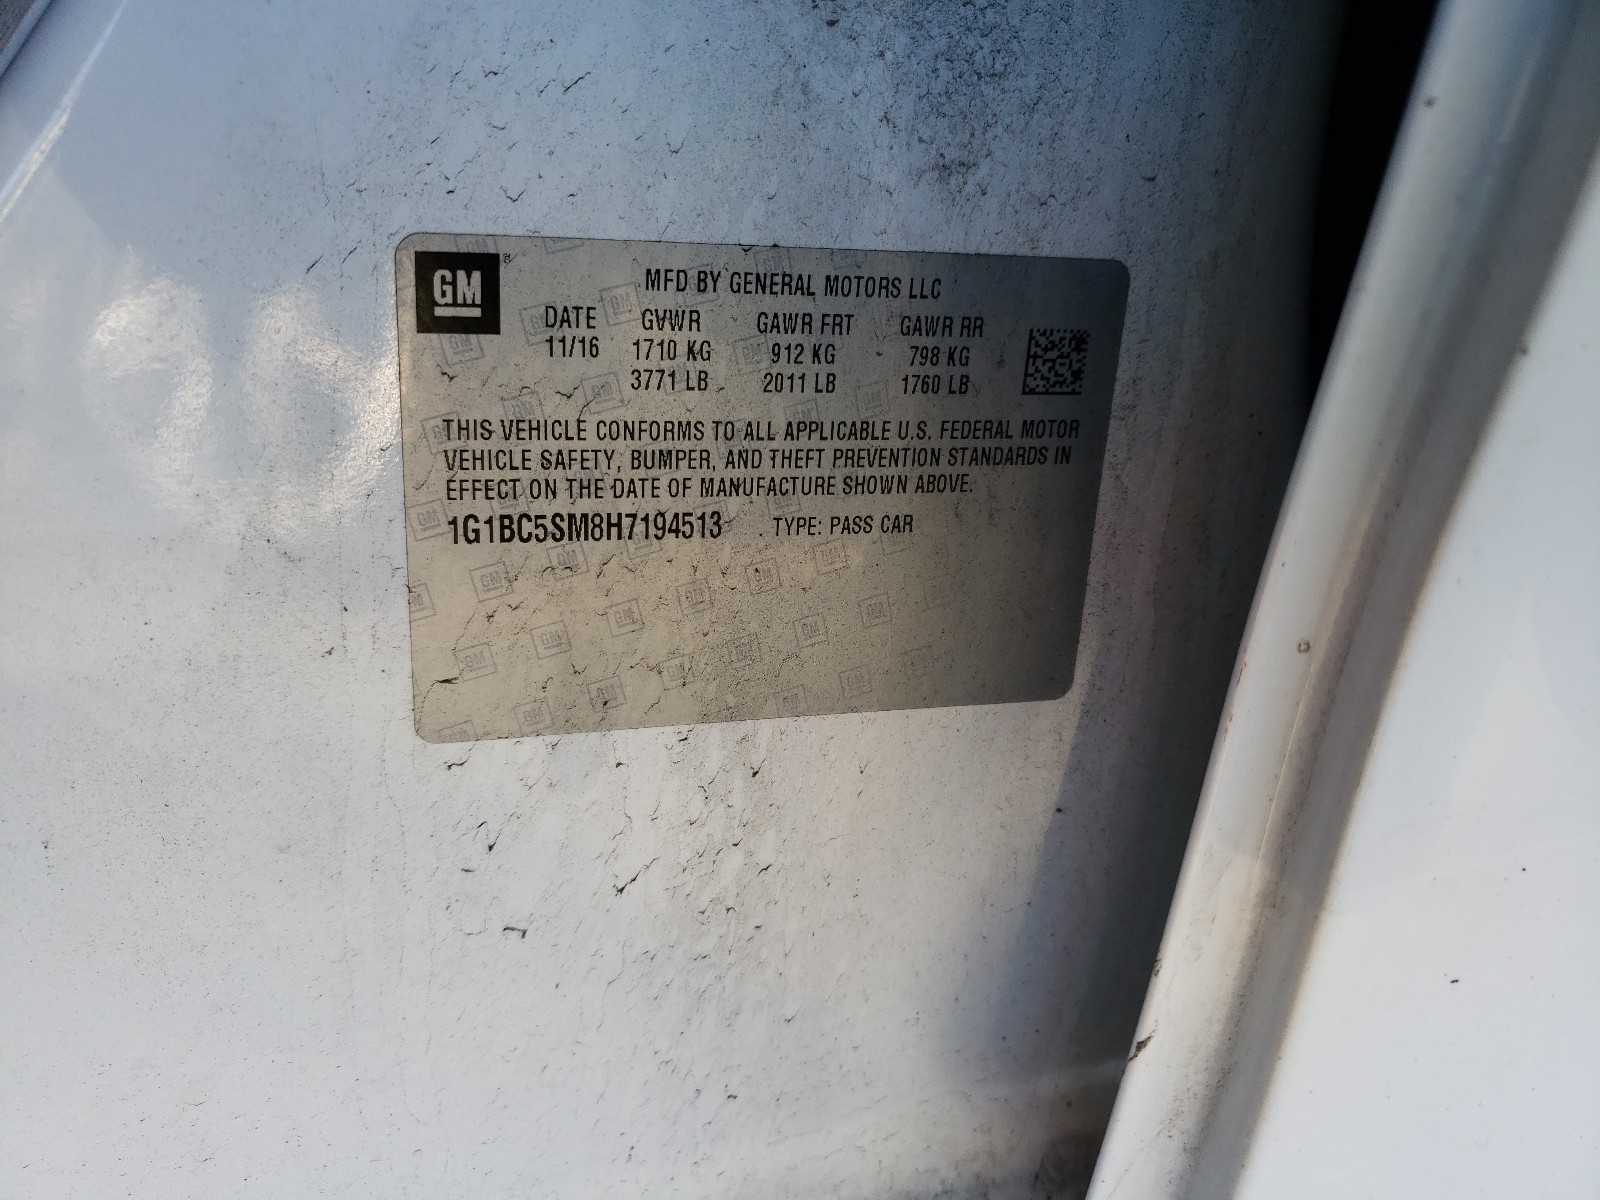 GM
MFD BY GENERAL MOTORS LLC
DATE GVWR GAWR FRT GAWR RR
11/16 1710 KG 912 KG 798 KG
3771 LB 2011 LB 1760 LB
THIS VEHICLE CONFORMS TO ALL APPLICABLE U.S. FEDERAL MOTOR
VEHICLE SAFETY, BUMPER, AND THEFT PREVENTION STANDARDS IN
EFFECT ON THE DATE OF MANUFACTURE SHOWN ABOVE.
1G1BC5SM8H7194513 TYPE: PASS CAR